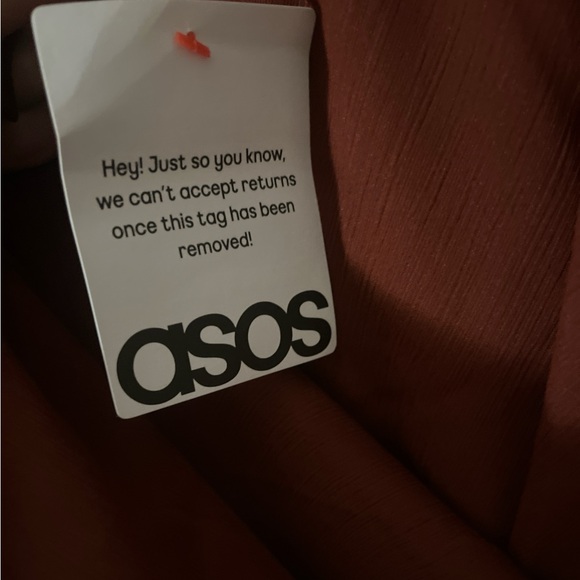 Hey! Just so you know,
we can't accept returns
once this tag has been
removed!
asos